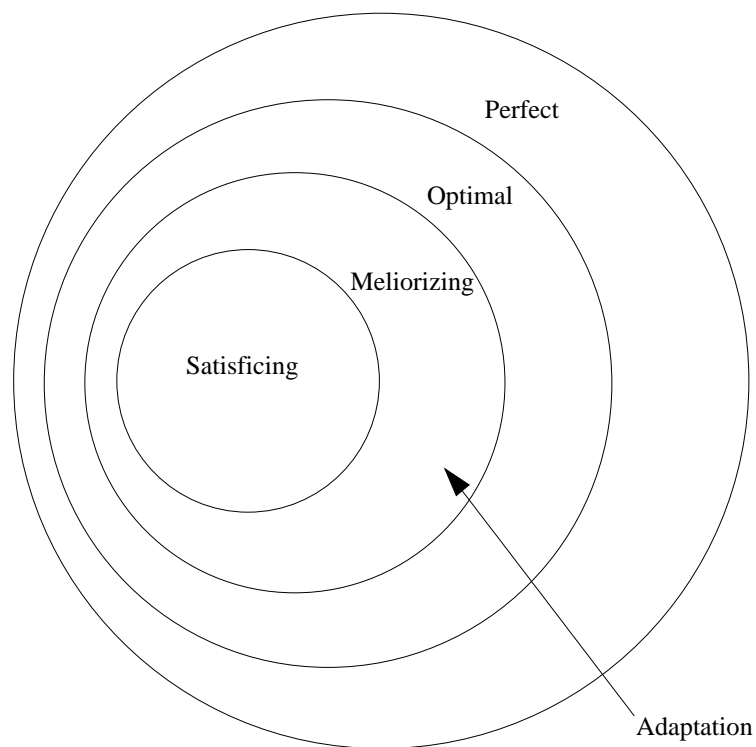 Perfect
Optimal
Meliorizing
Satisficing
Adaptation